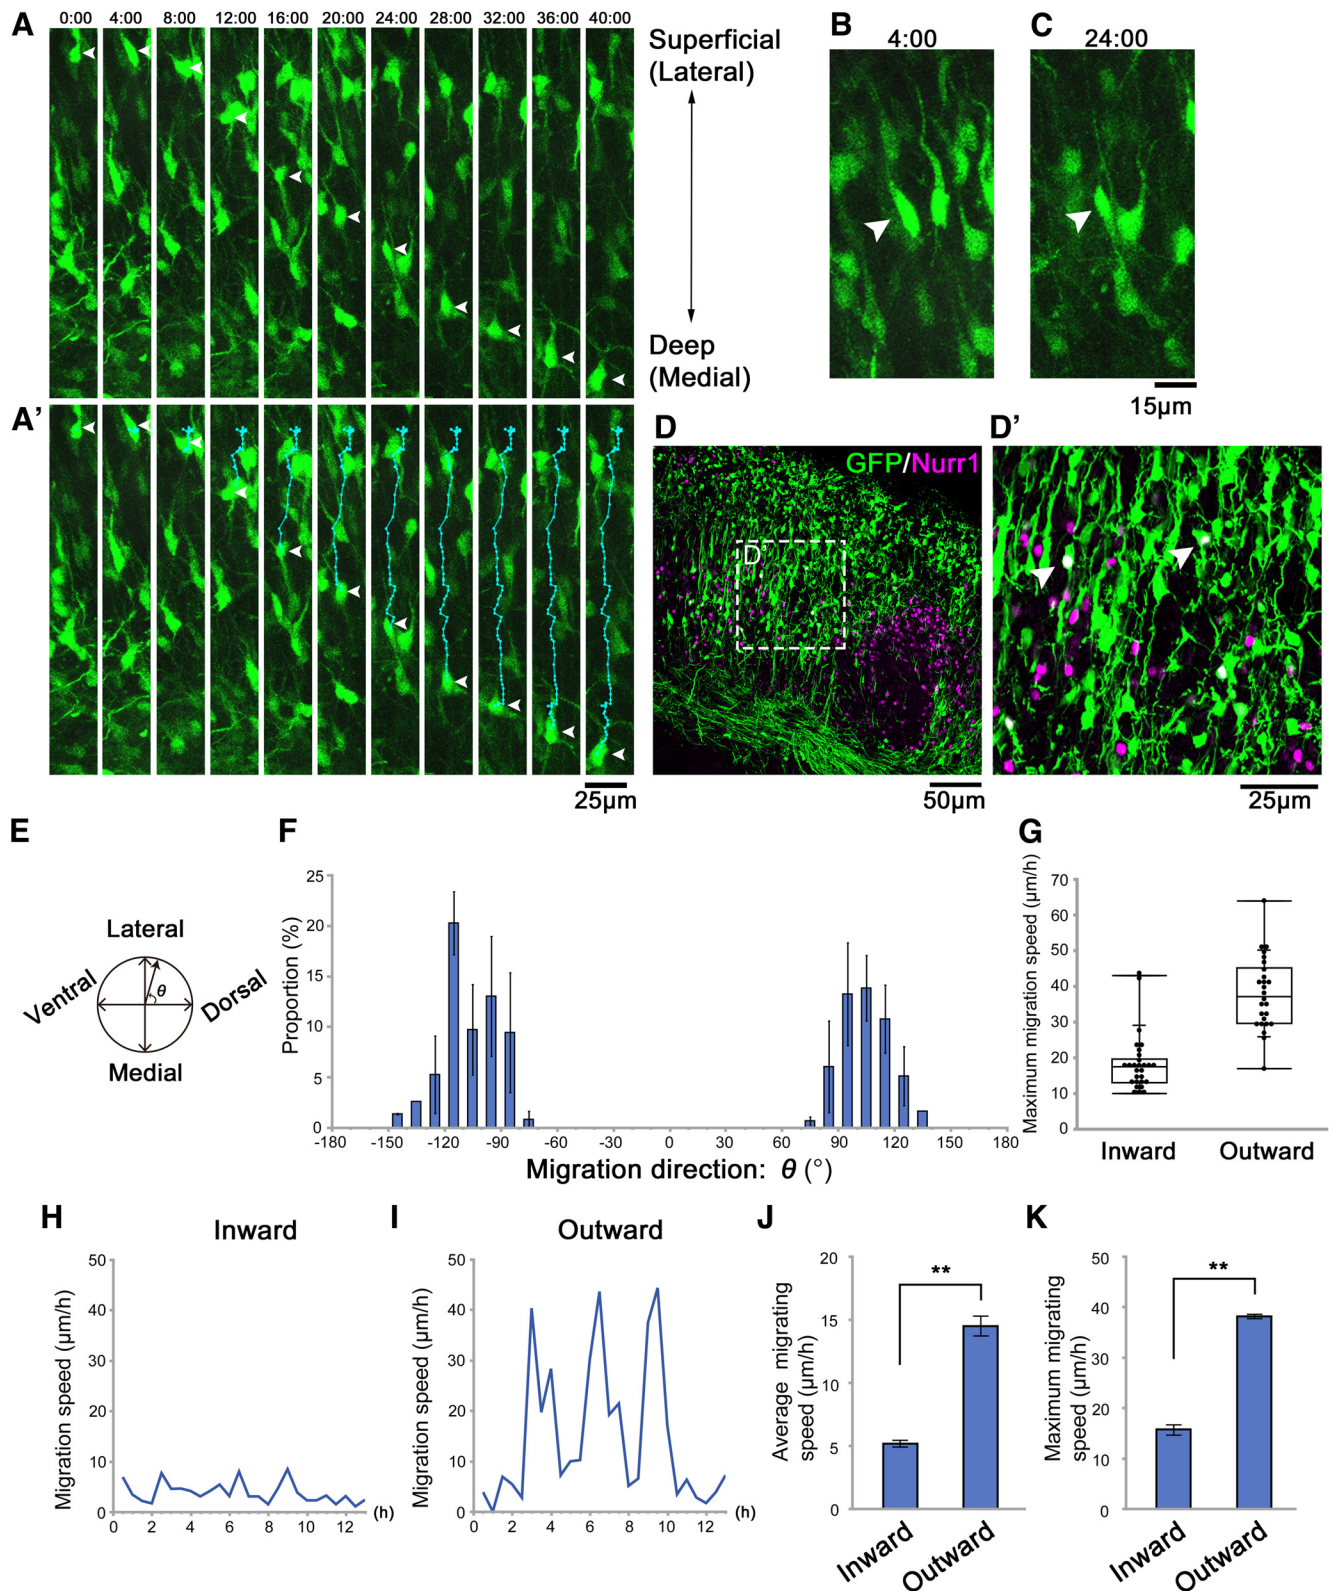 A
0:00 4:00 8:00 12:00 16:00 20:00 24:00 28:00 32:00 36:00 40:00
Superficial
(Lateral)
Deep
(Medial)
B
4:00
C
24:00
15μm
A’
25μm
D
GFP/Nurr1
D’
50μm
D’
25μm
E
Lateral
Ventral
θ
Dorsal
Medial
F
Proportion (%)
25
20
15
10
5
0
-180 -150 -120 -90 -60 -30 0 30 60 90 120 150 180
Migration direction: θ (°)
G
Maximum migration speed (μm/h)
70
60
50
40
30
20
10
0
Inward Outward
H
Inward
Migration speed (μm/h)
50
40
30
20
10
0
0 2 4 6 8 10 12 (h)
I
Outward
Migration speed (μm/h)
50
40
30
20
10
0
0 2 4 6 8 10 12 (h)
J
Average migrating
speed (μm/h)
20
15
10
5
0
**
Inward Outward
K
Maximum migrating
speed (μm/h)
50
40
30
20
10
0
**
Inward Outward